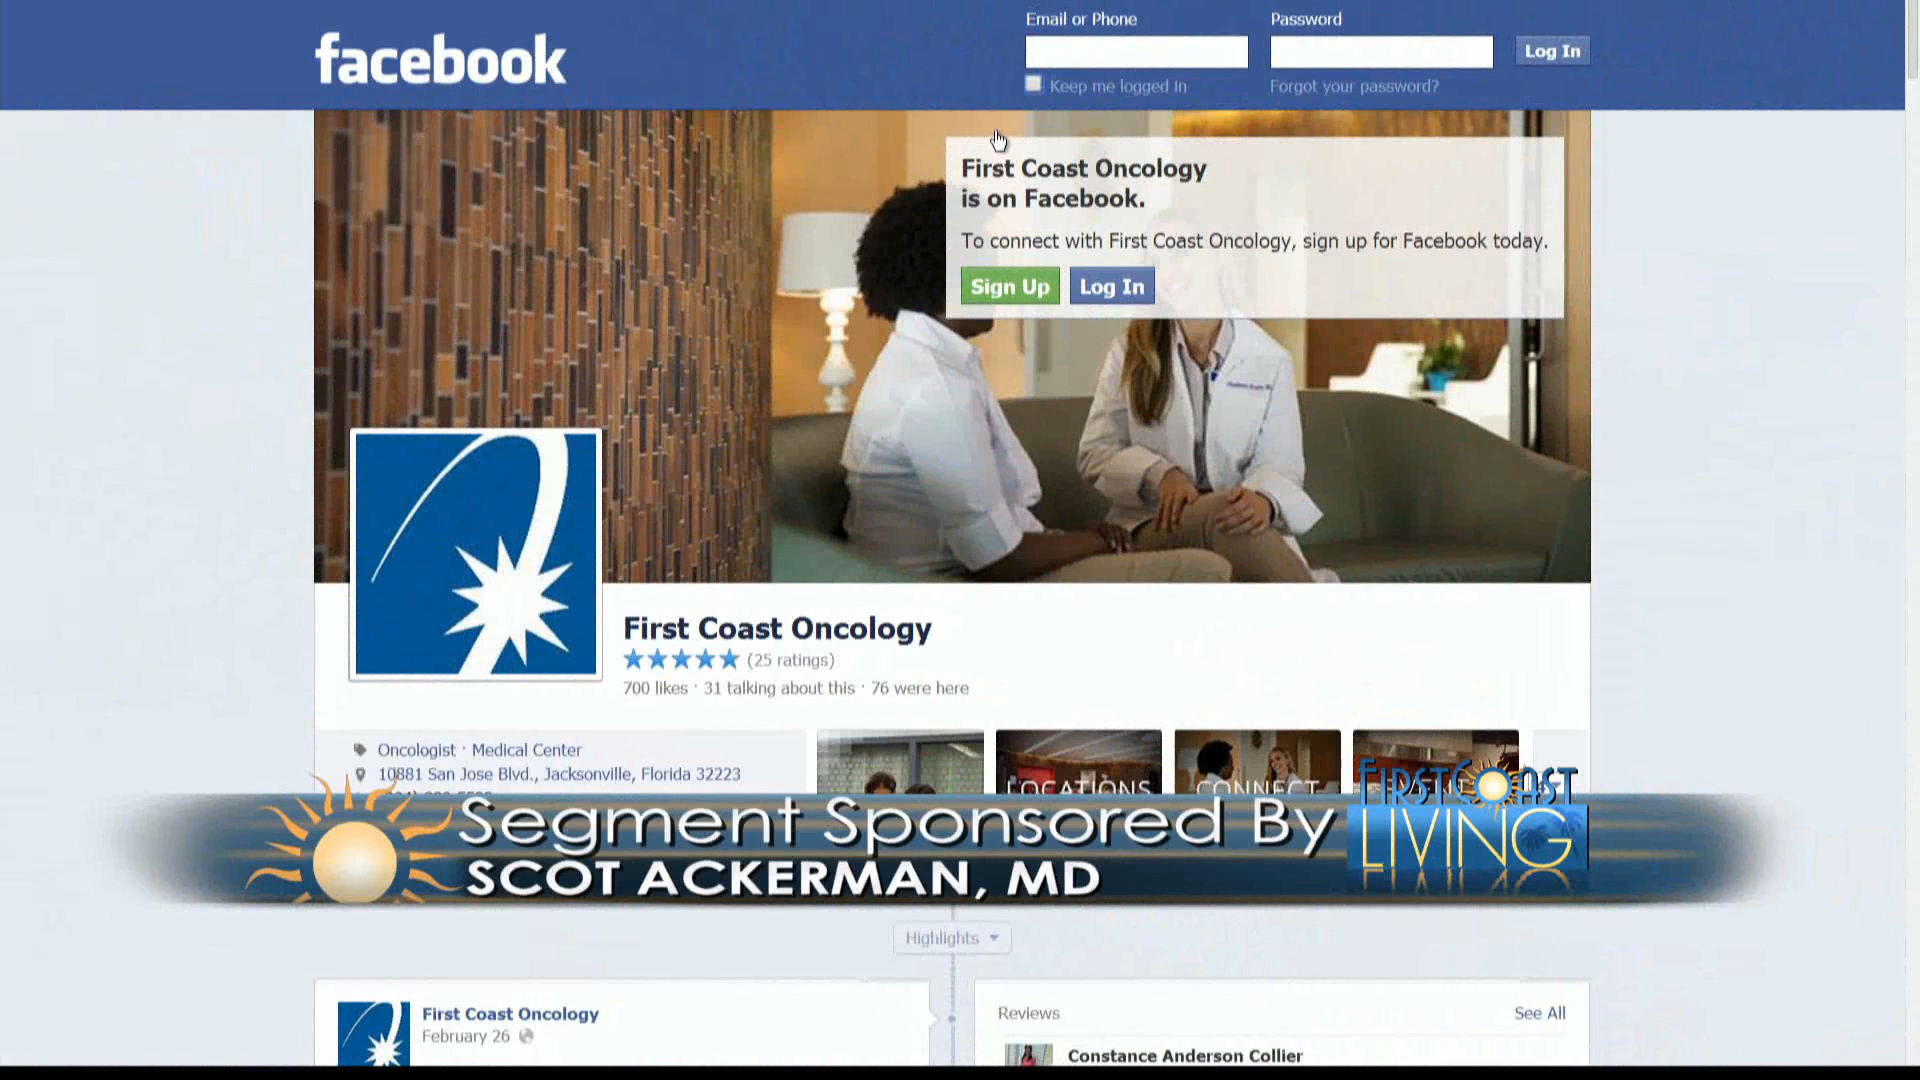 facebook
Email or Phone
Password
Log In
Keep me logged in
Forgot your password?
First Coast Oncology
is on Facebook.
To connect with First Coast Oncology, sign up for Facebook today.
Sign Up
Log In
First Coast Oncology
(25 ratings)
700 likes · 31 talking about this · 76 were here
Oncologist · Medical Center
10881 San Jose Blvd., Jacksonville, Florida 32223
LOCATIONS
CONNECT
Segment Sponsored By
SCOT ACKERMAN, MD
FIRST COAST
LIVING
Highlights
First Coast Oncology
February 26
Reviews
See All
Constance Anderson Collier